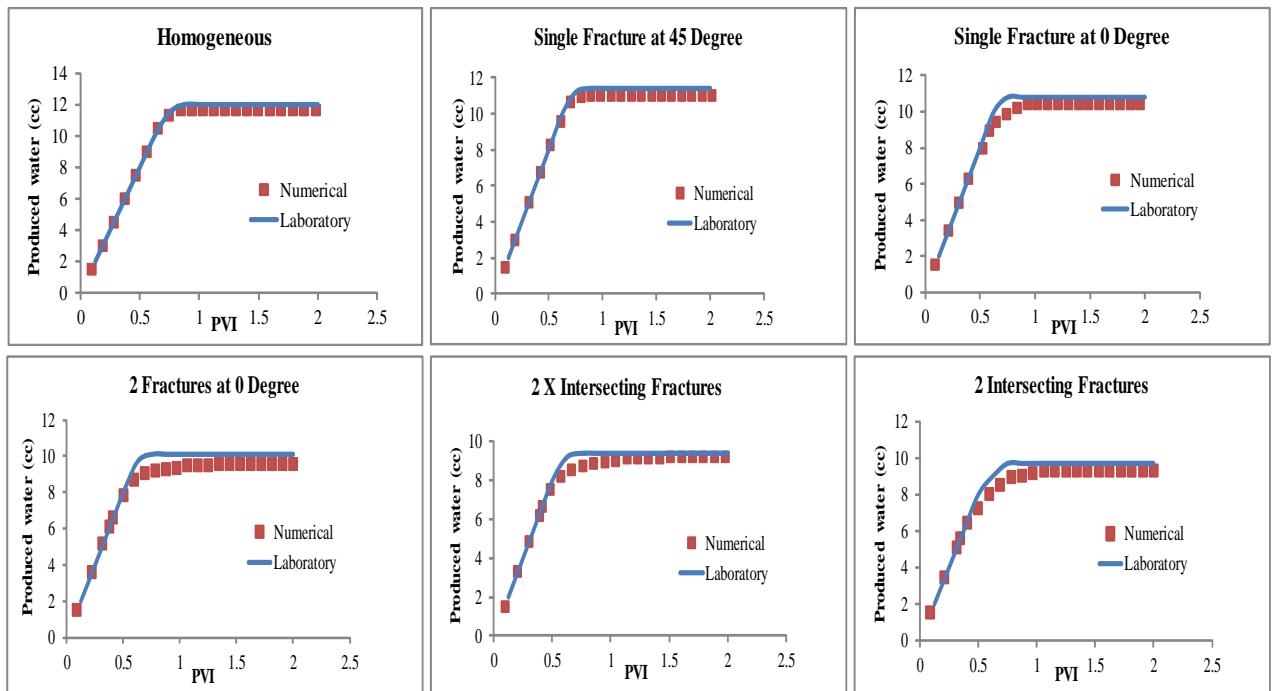 Homogeneous
Produced water (cc)
14
12
10
8
6
4
2
0
0
0.5
1
1.5
2
2.5
PVI
Numerical
Laboratory
Single Fracture at 45 Degree
Produced water (cc)
12
10
8
6
4
2
0
0
0.5
1
1.5
2
2.5
PVI
Numerical
Laboratory
Single Fracture at 0 Degree
Produced water (cc)
12
10
8
6
4
2
0
0
0.5
1
1.5
2
2.5
PVI
Numerical
Laboratory
2 Fractures at 0 Degree
Produced water (cc)
12
10
8
6
4
2
0
0
0.5
1
1.5
2
2.5
PVI
Numerical
Laboratory
2 X Intersecting Fractures
Produced water (cc)
10
8
6
4
2
0
0
0.5
1
1.5
2
2.5
PVI
Numerical
Laboratory
2 Intersecting Fractures
Produced water (cc)
12
10
8
6
4
2
0
0
0.5
1
1.5
2
2.5
PVI
Numerical
Laboratory